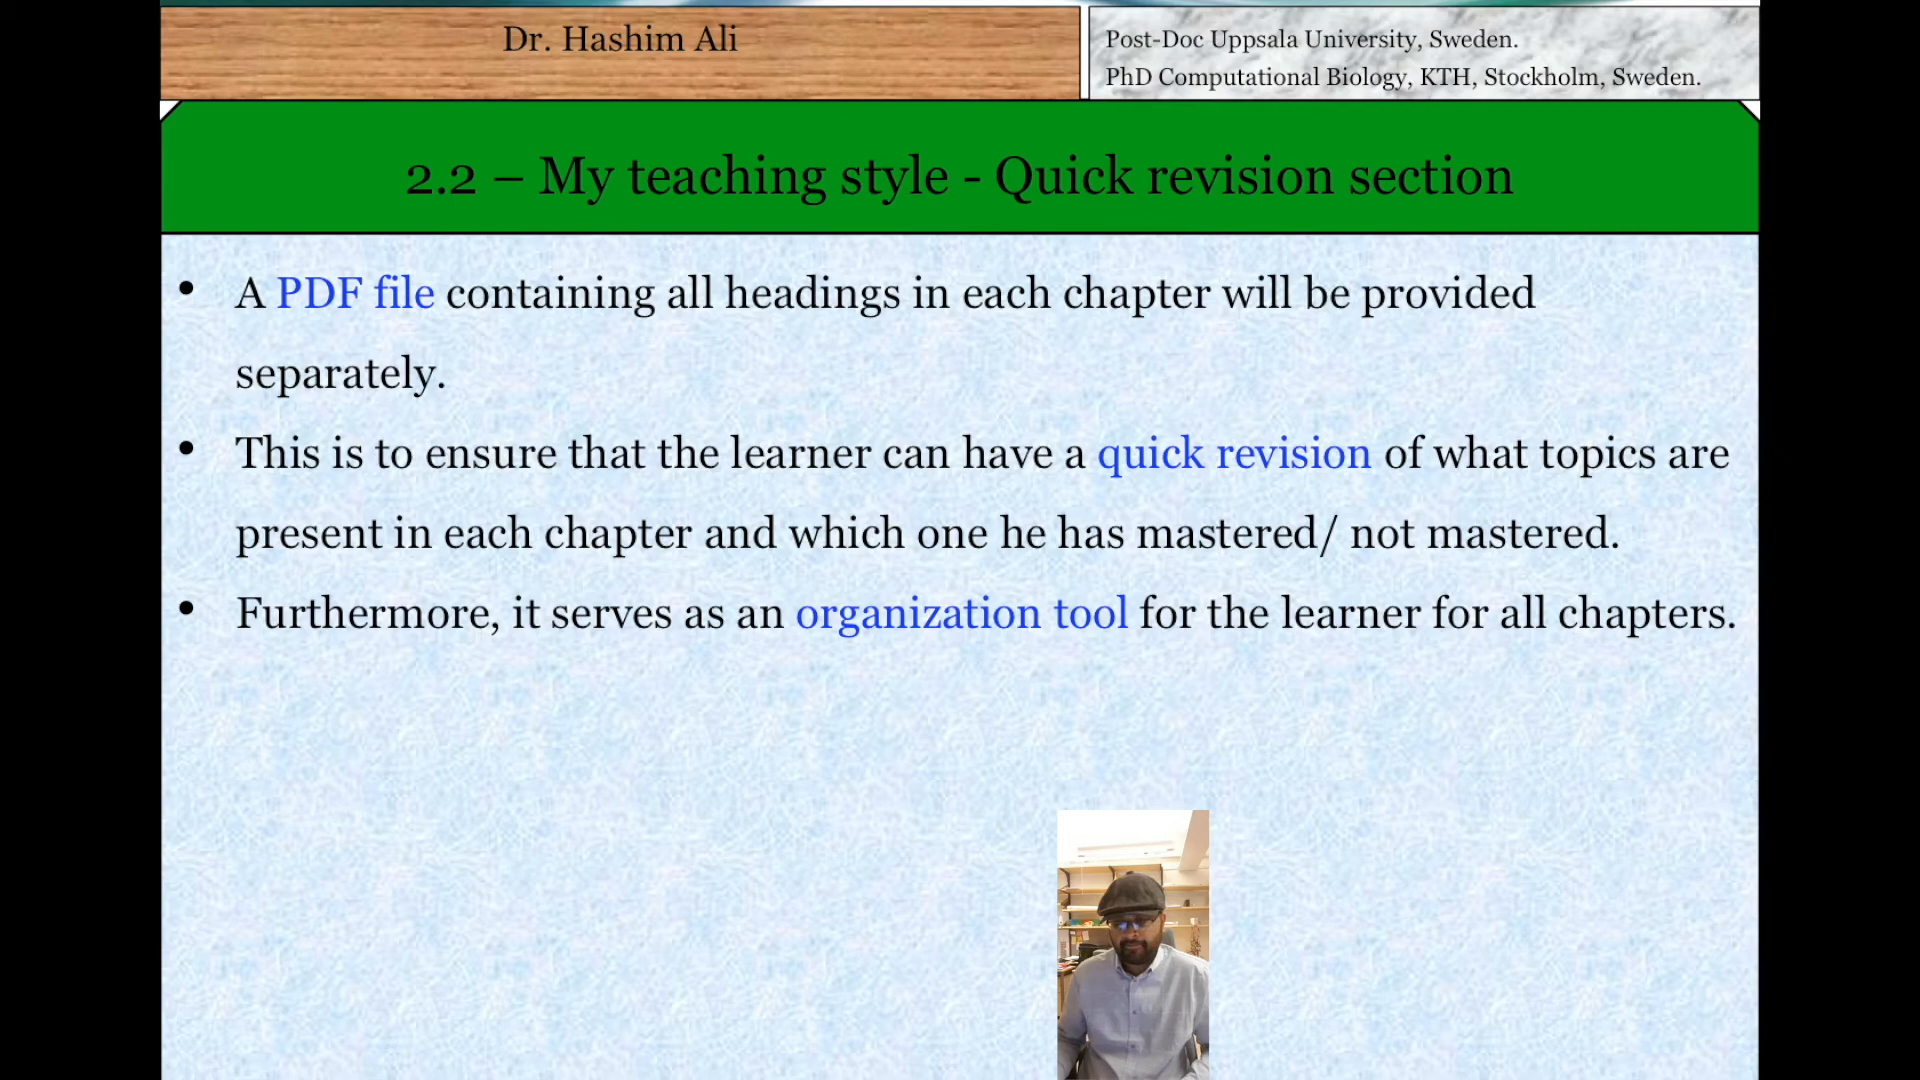 Dr. Hashim Ali
Post-Doc Uppsala University, Sweden.
PhD Computational Biology, KTH, Stockholm, Sweden.
2.2 – My teaching style - Quick revision section
• A PDF file containing all headings in each chapter will be provided
separately.
• This is to ensure that the learner can have a quick revision of what topics are
present in each chapter and which one he has mastered/ not mastered.
• Furthermore, it serves as an organization tool for the learner for all chapters.